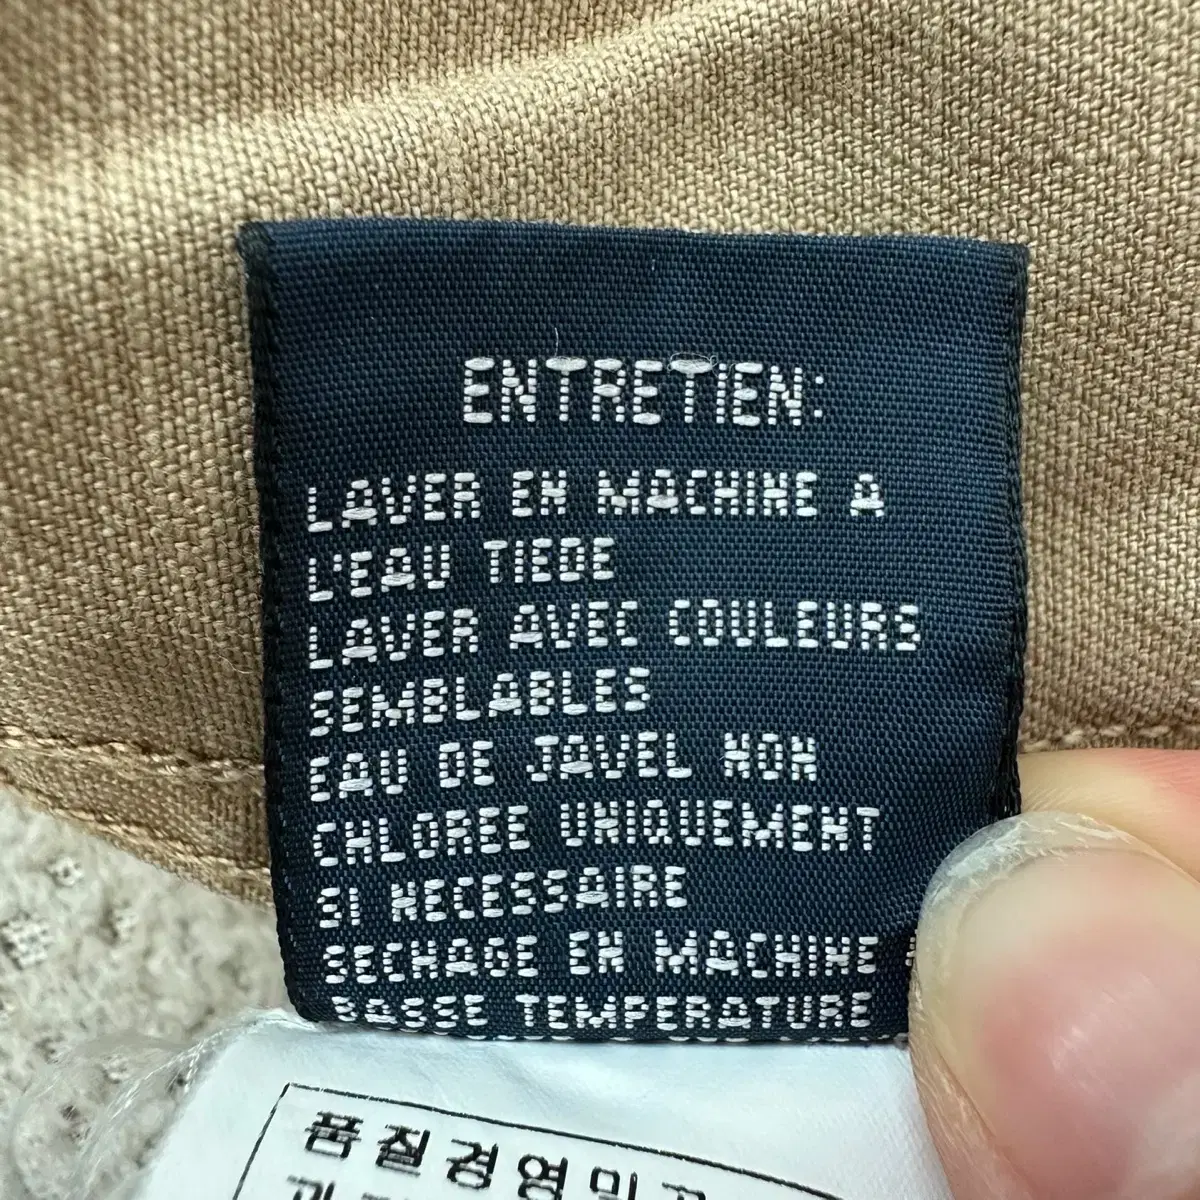 ENTRETIEN:
LAVER EN MACHINE A
L'EAU TIEDE
LAVER AVEC COULEURS
SEMBLABLES
EAU DE JAVEL NON
CHLOREE UNIQUEMENT
SI NECESSAIRE
SECHAGE EN MACHINE
BASSE TEMPERATURE
품질경영및